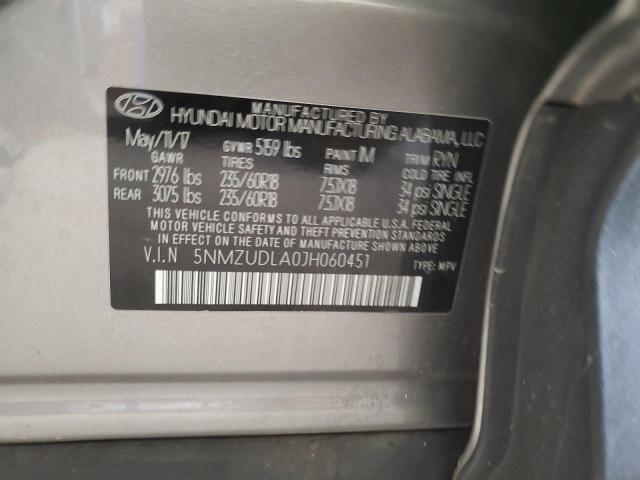 MANUFACTURED BY
HYUNDAI MOTOR MANUFACTURING ALABAMA, LLC
May/11/17 GVWR 5159 lbs PAINT IM TRIM RYN
GAWR TIRES RIMS COLD TIRE INFL
FRONT 2976 lbs 235/60R18 7.5JX18 34 psi SINGLE
REAR 3075 lbs 235/60R18 7.5JX18 34 psi SINGLE
THIS VEHICLE CONFORMS TO ALL APPLICABLE U.S.A. FEDERAL
MOTOR VEHICLE SAFETY AND THEFT PREVENTION STANDARDS
IN EFFECT ON THE DATE OF MANUFACTURE SHOWN ABOVE.
V.I.N 5NMZUDLA0JH060451 TYPE: MPV